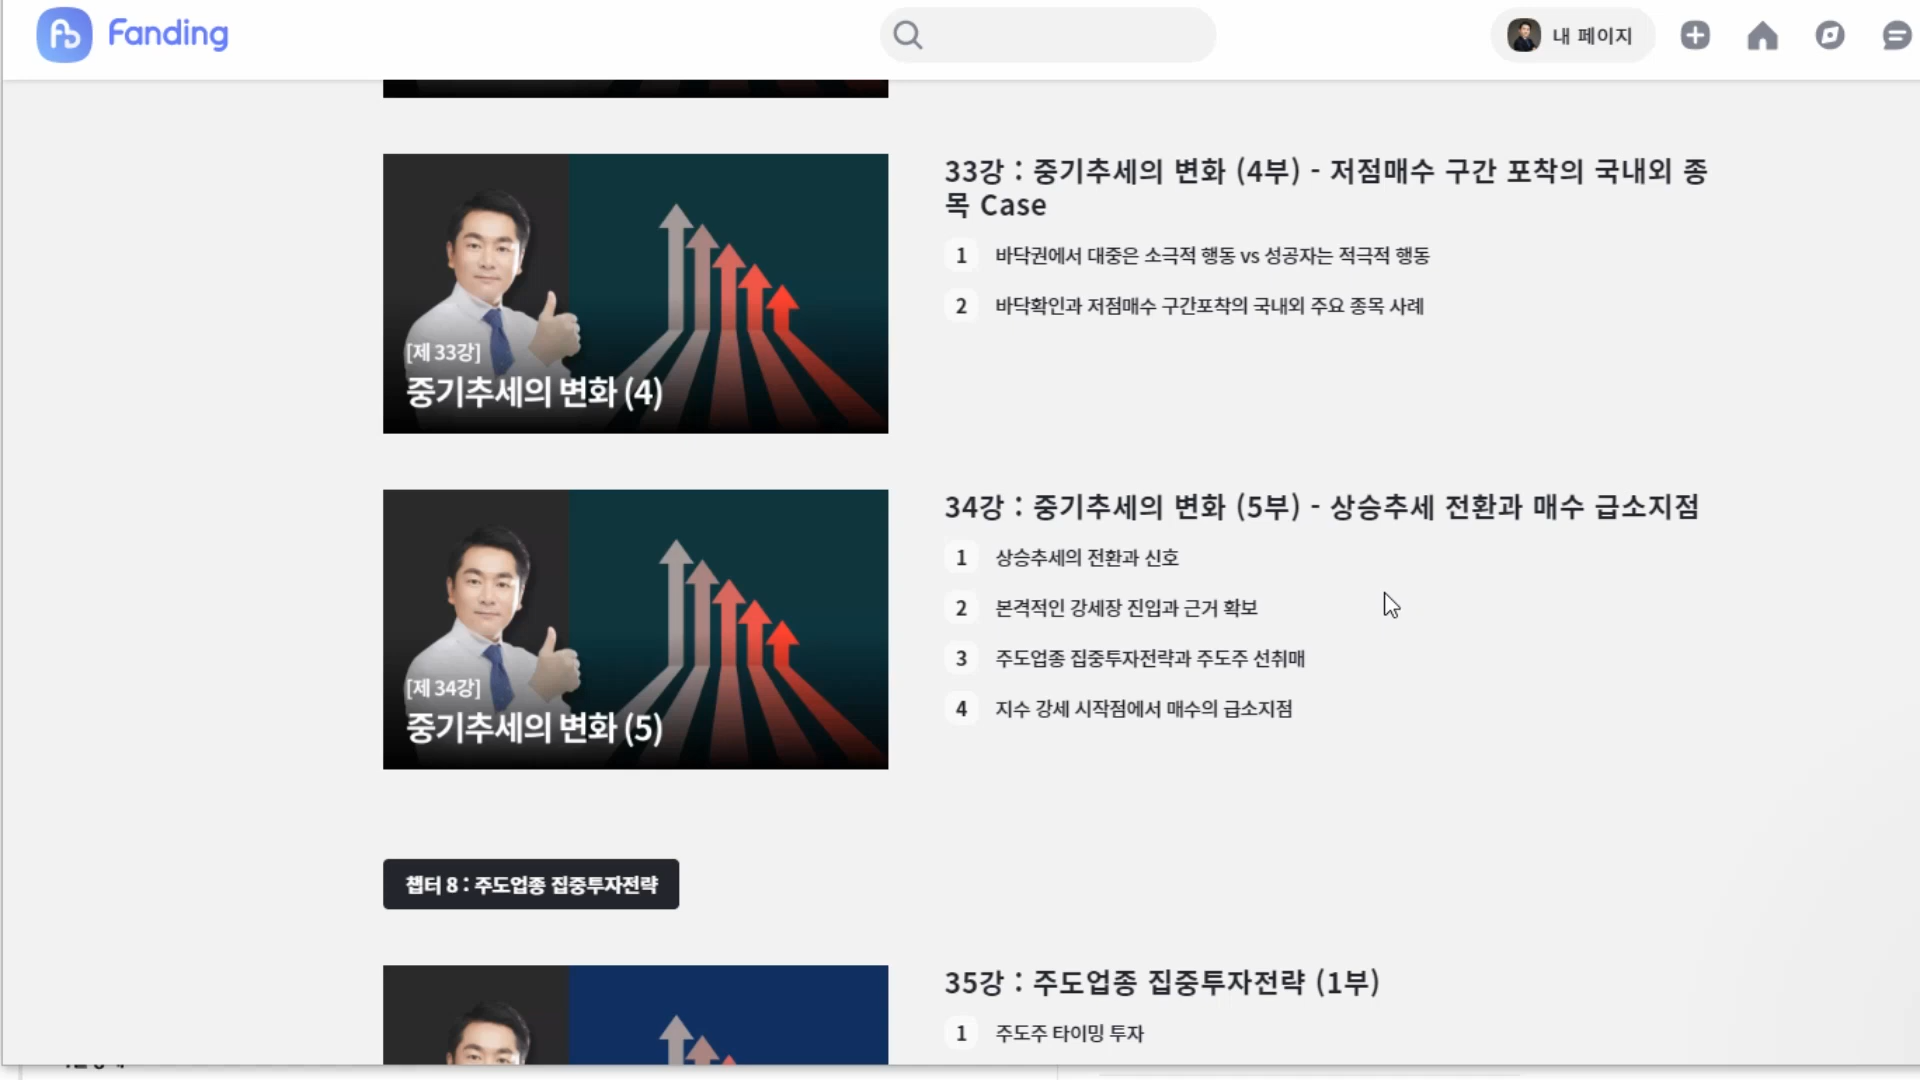 Fanding
내 페이지
33강 : 중기추세의 변화 (4부) - 저점매수 구간 포착의 국내외 종
목 Case
1 바닥권에서 대중은 소극적 행동 vs 성공자는 적극적 행동
2 바닥확인과 저점매수 구간포착의 국내외 주요 종목 사례
[제 33강]
중기추세의 변화 (4)
34강 : 중기추세의 변화 (5부) - 상승추세 전환과 매수 급소지점
1 상승추세의 전환과 신호
2 본격적인 강세장 진입과 근거 확보
3 주도업종 집중투자전략과 주도주 선취매
4 지수 강세 시작점에서 매수의 급소지점
[제 34강]
중기추세의 변화 (5)
챕터 8 : 주도업종 집중투자전략
35강 : 주도업종 집중투자전략 (1부)
1 주도주 타이밍 투자